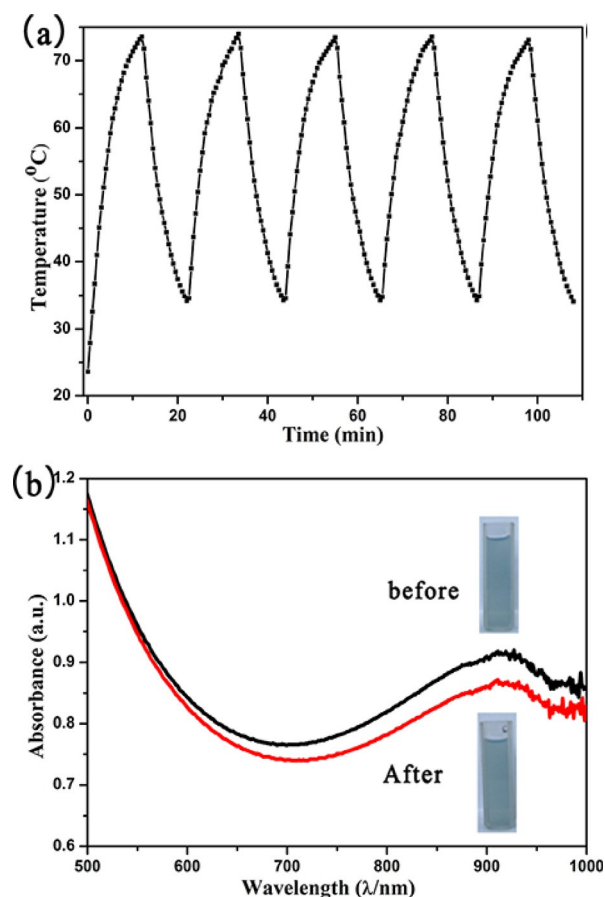 (a)
70
60
50
40
30
20
Temperature (⁰C)
0 20 40 60 80 100
Time (min)
(b)
1.2
1.1
1.0
0.9
0.8
0.7
0.6
Absorbance (a.u.)
before
After
500 600 700 800 900 1000
Wavelength (λ/nm)